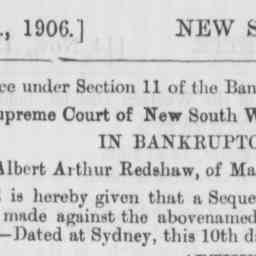 ., 1906.] NEW S
ce under Section 11 of the Ban
upreme Court of New South W
IN BANKRUPTC
Albert Arthur Redshaw, of Ma
is hereby given that a Seque
made against the abovenamed
—Dated at Sydney, this 10th d